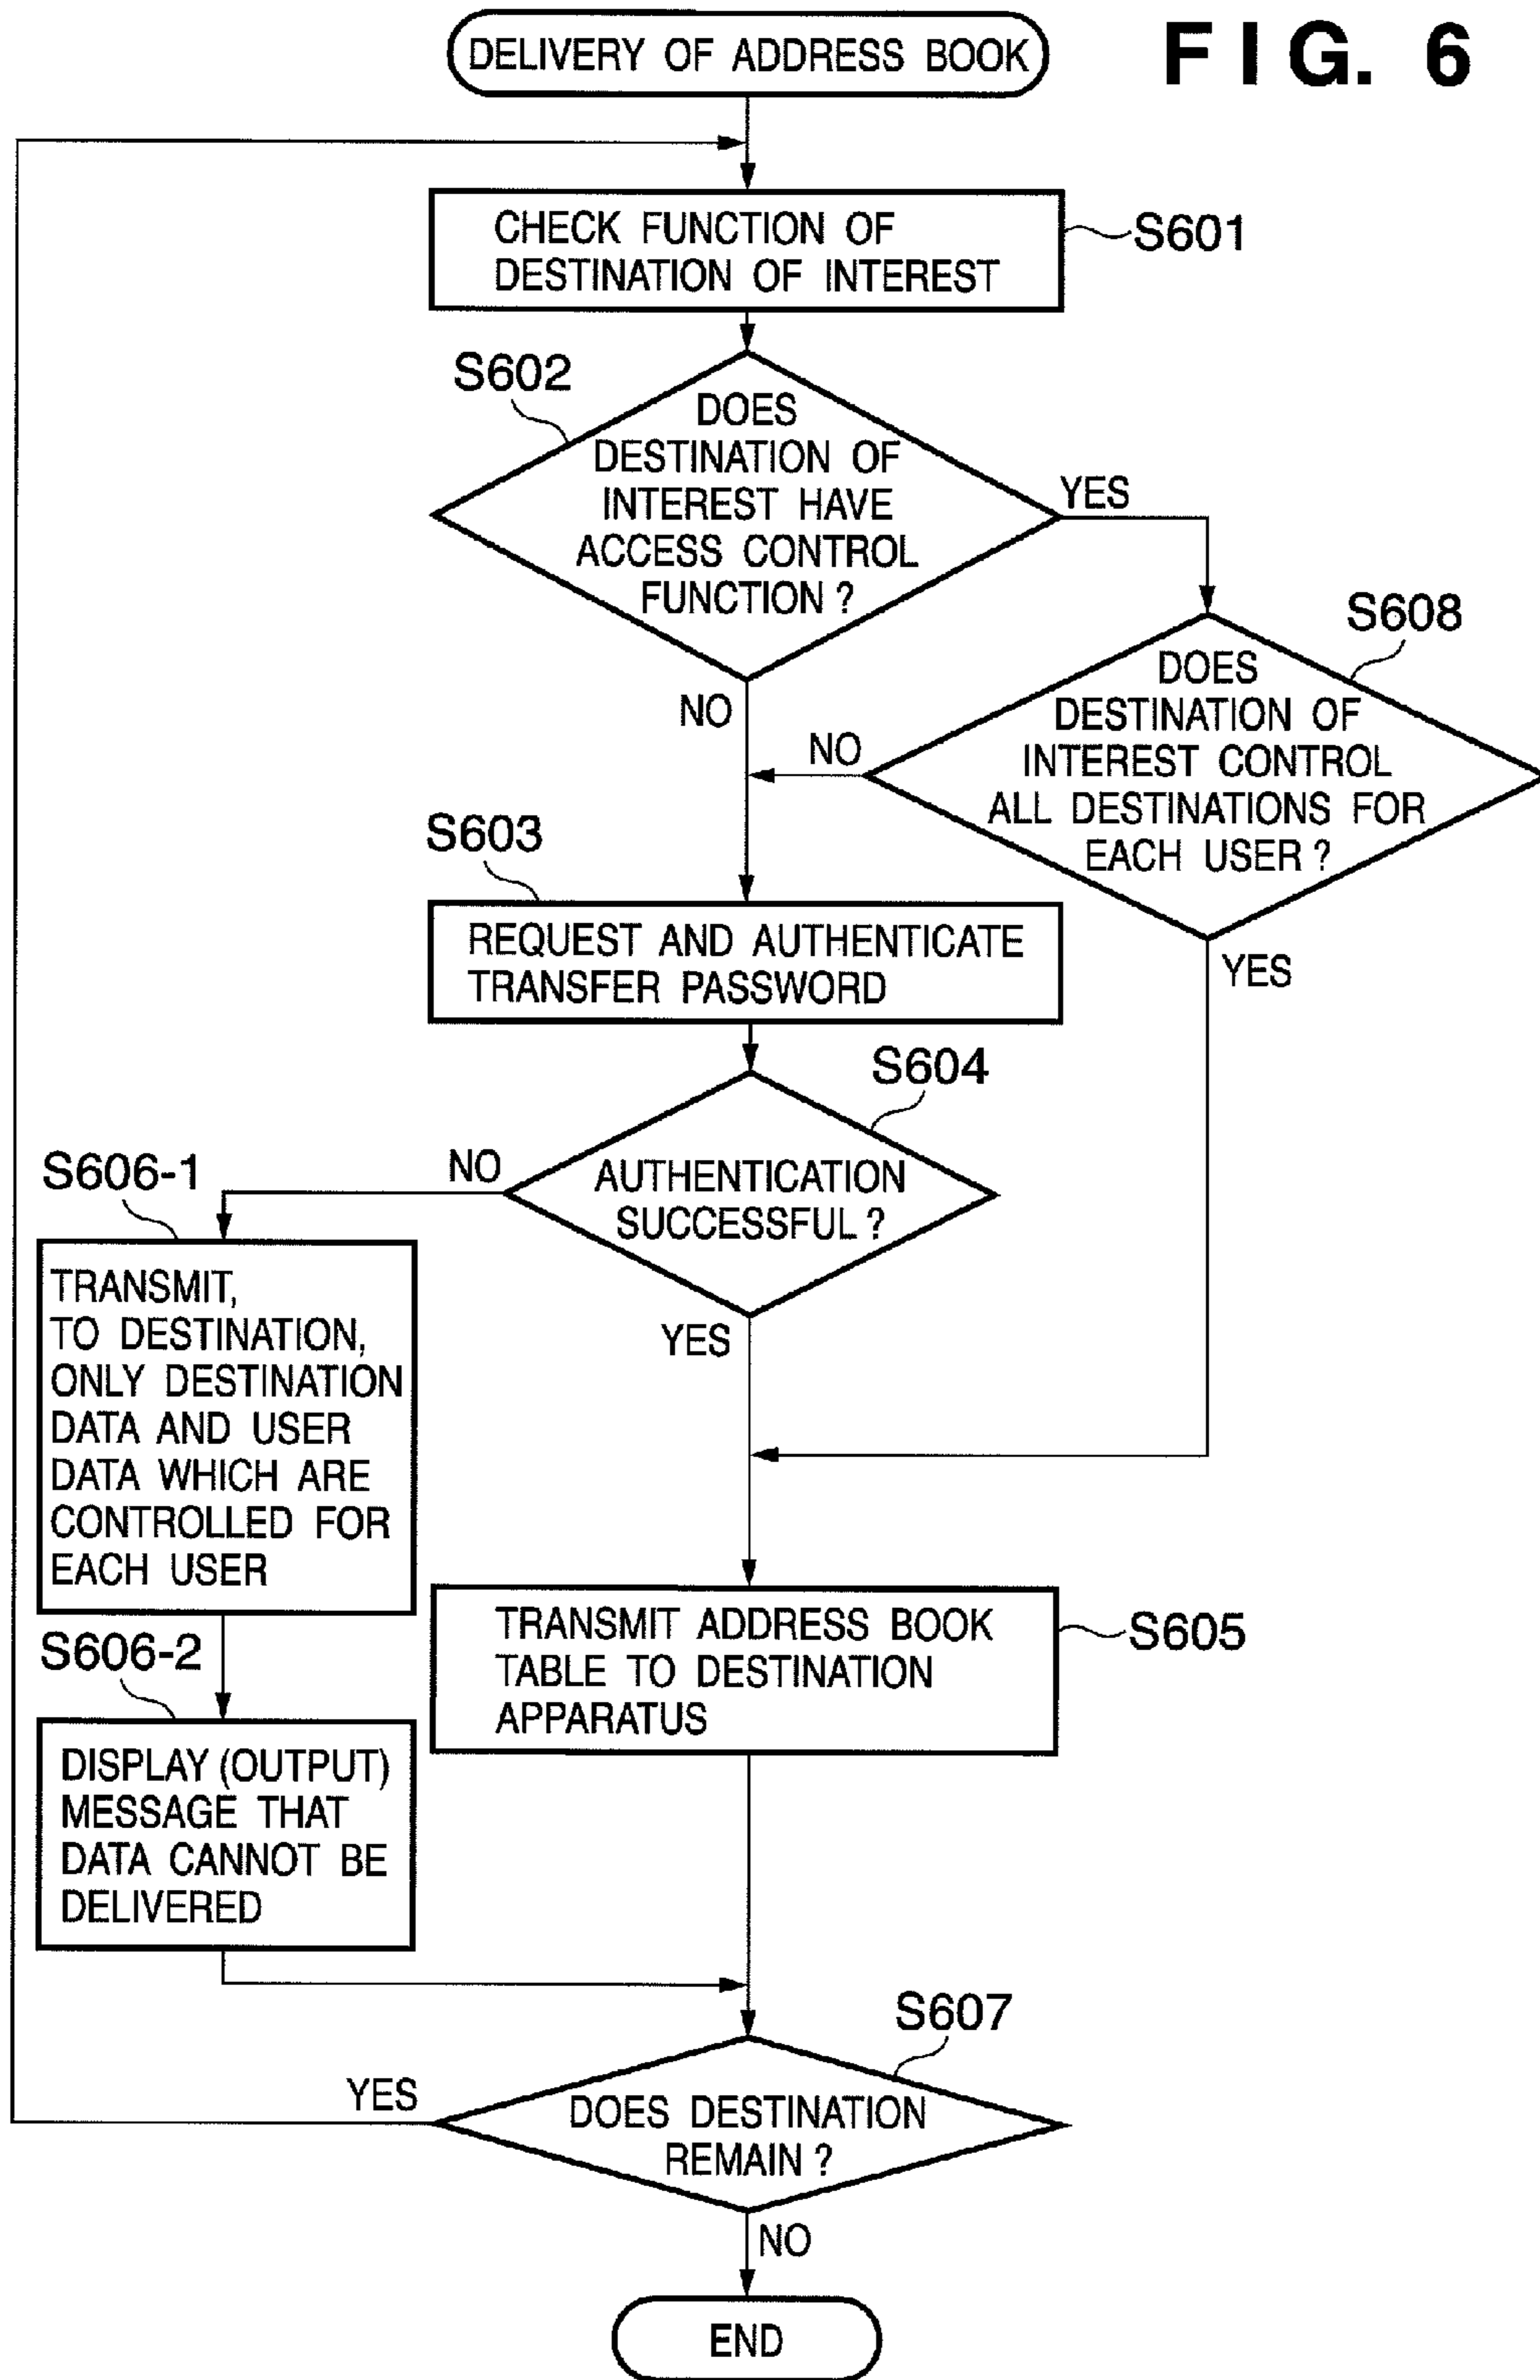 DELIVERY OF ADDRESS BOOK
FIG. 6
CHECK FUNCTION OF
DESTINATION OF INTEREST
S601
S602
DOES
DESTINATION OF
INTEREST HAVE
ACCESS CONTROL
FUNCTION ?
YES
NO
S608
DOES
DESTINATION OF
INTEREST CONTROL
ALL DESTINATIONS FOR
EACH USER ?
NO
YES
S603
REQUEST AND AUTHENTICATE
TRANSFER PASSWORD
S604
AUTHENTICATION
SUCCESSFUL ?
NO
YES
S606-1
TRANSMIT,
TO DESTINATION,
ONLY DESTINATION
DATA AND USER
DATA WHICH ARE
CONTROLLED FOR
EACH USER
S605
TRANSMIT ADDRESS BOOK
TABLE TO DESTINATION
APPARATUS
S606-2
DISPLAY (OUTPUT)
MESSAGE THAT
DATA CANNOT BE
DELIVERED
S607
DOES DESTINATION
REMAIN ?
YES
NO
END